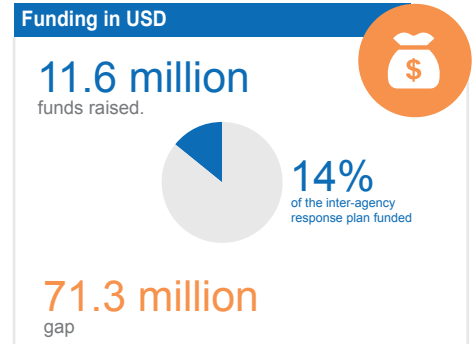 Funding in USD
$
11.6 million
funds raised.
14%
of the inter-agency
response plan funded
71.3 million
gap